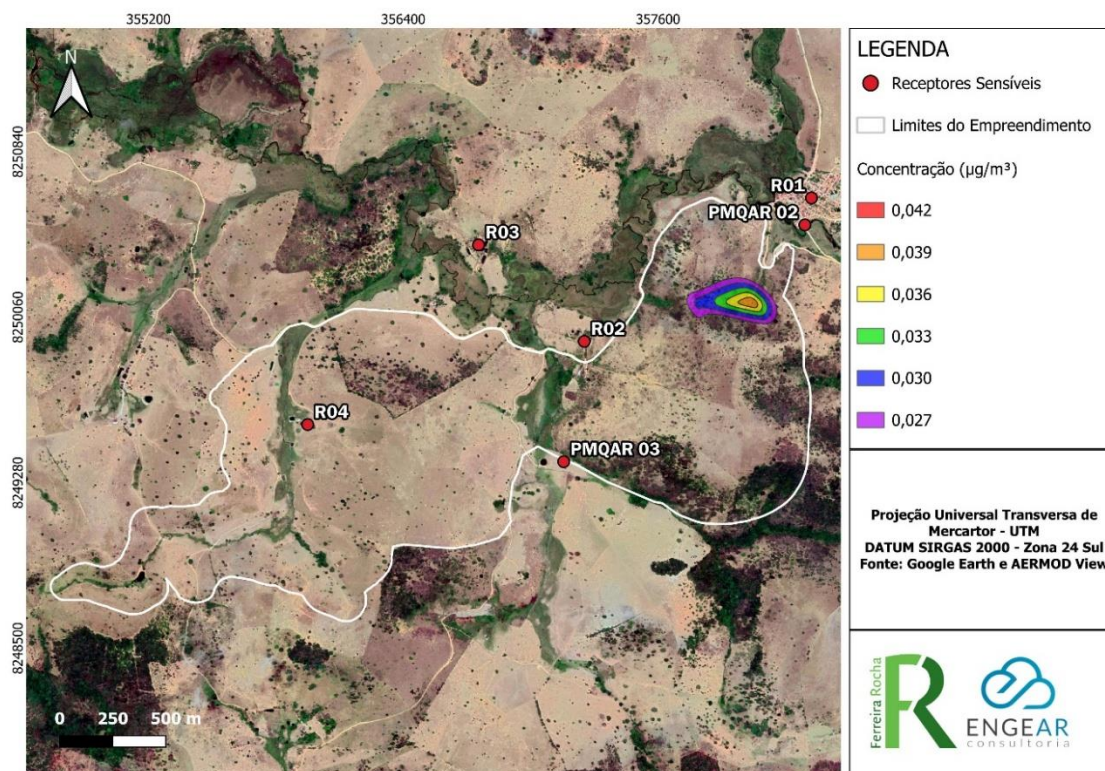 355200
356400
357600
8250840
8250060
8249280
8248500
N
R01
PMQAR 02
R03
R02
R04
PMQAR 03
0 250 500 m
LEGENDA
Receptores Sensíveis
Limites do Empreendimento
Concentração (µg/m³)
0,042
0,039
0,036
0,033
0,030
0,027
Projeção Universal Transversa de
Mercartor - UTM
DATUM SIRGAS 2000 - Zona 24 Sul
Fonte: Google Earth e AERMOD View
Ferreira Rocha
FR
ENGEAR
consultoria